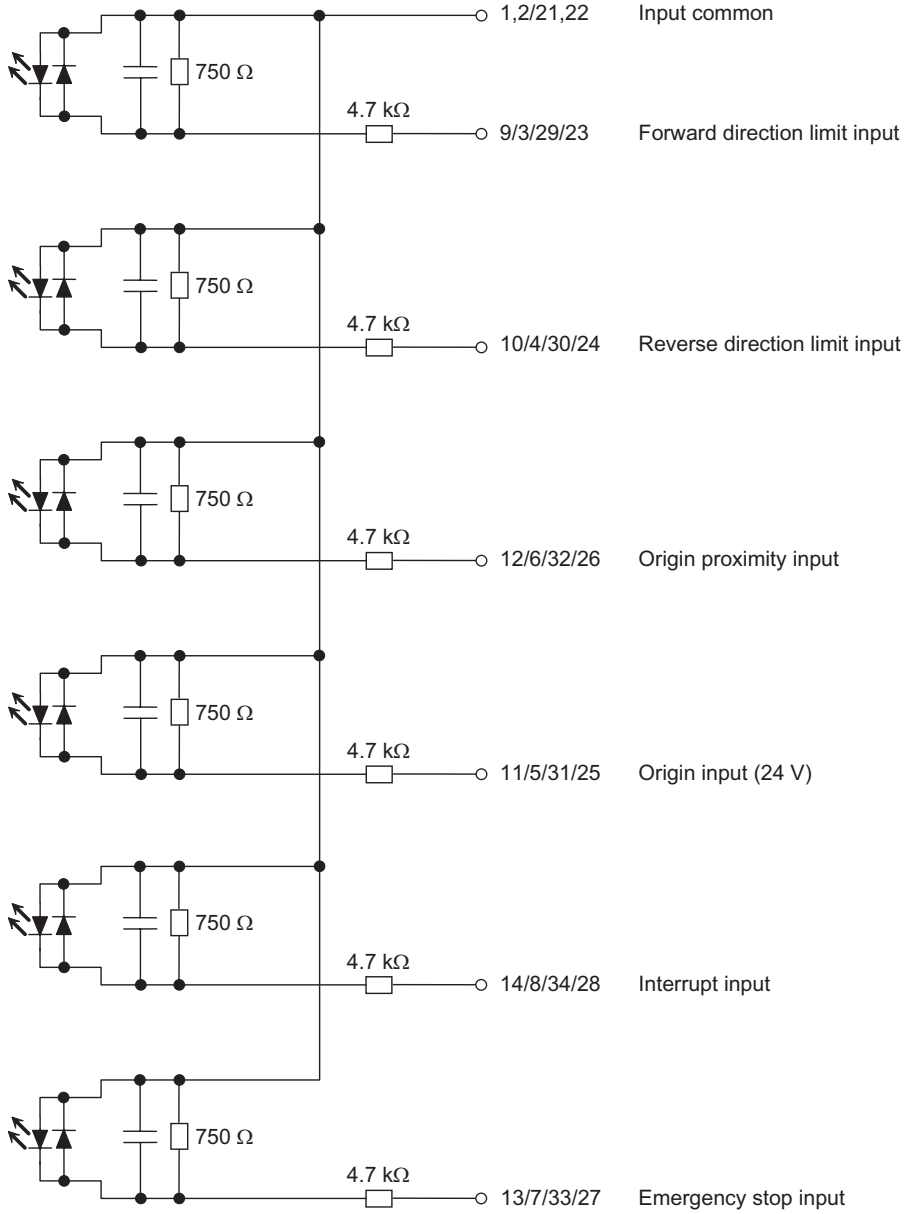 1,2/21,22 Input common
750 Ω
4.7 kΩ
9/3/29/23 Forward direction limit input
750 Ω
4.7 kΩ
10/4/30/24 Reverse direction limit input
750 Ω
4.7 kΩ
12/6/32/26 Origin proximity input
750 Ω
4.7 kΩ
11/5/31/25 Origin input (24 V)
750 Ω
4.7 kΩ
14/8/34/28 Interrupt input
750 Ω
4.7 kΩ
13/7/33/27 Emergency stop input